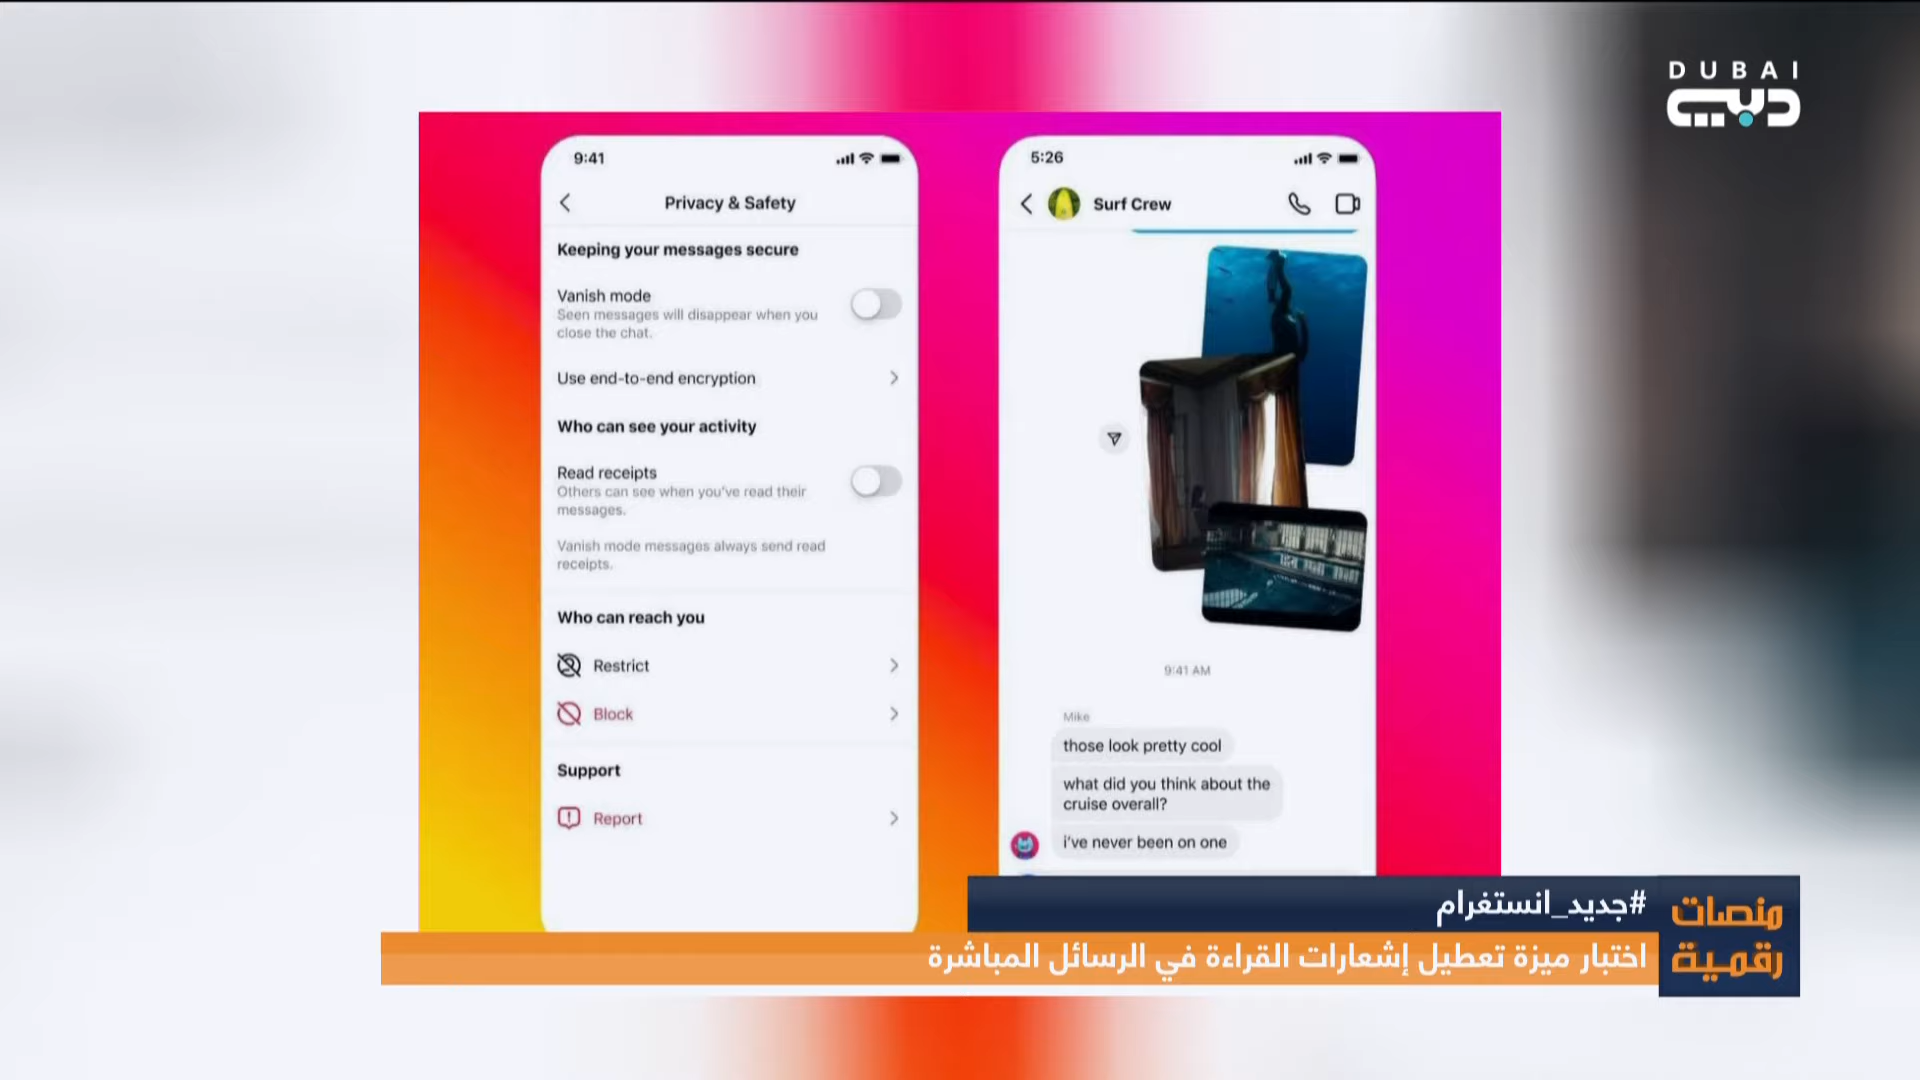 DUBAI
دبي
9:41
Privacy & Safety
Keeping your messages secure
Vanish mode
Seen messages will disappear when you
close the chat.
Use end-to-end encryption
Who can see your activity
Read receipts
Others can see when you've read their
messages.
Vanish mode messages always send read
receipts.
Who can reach you
Restrict
Block
Support
Report
5:26
Surf Crew
9:41 AM
Mike
those look pretty cool
what did you think about the
cruise overall?
i've never been on one
#جديد_انستغرام
اختبار ميزة تعطيل إشعارات القراءة في الرسائل المباشرة
منصات
رقمية